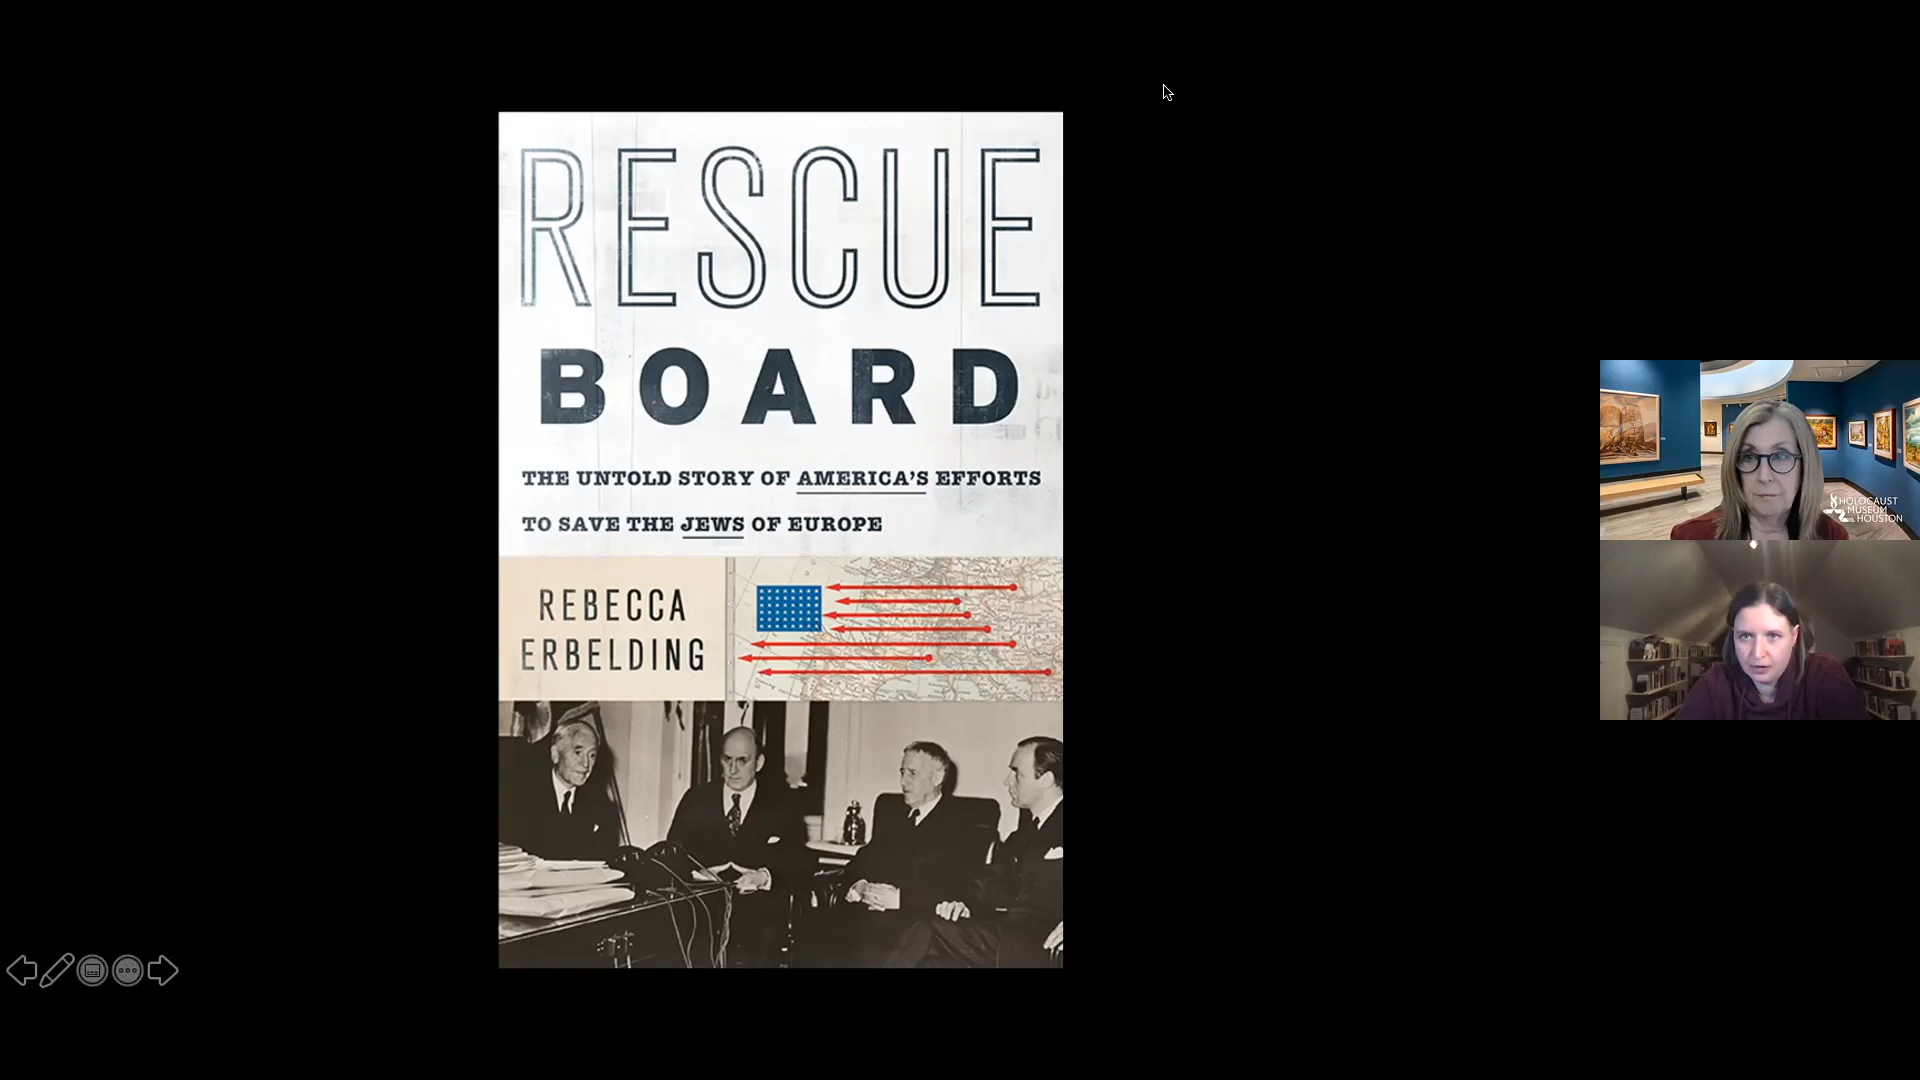 RESCUE
BOARD
THE UNTOLD STORY OF AMERICA'S EFFORTS
TO SAVE THE JEWS OF EUROPE
REBECCA
ERBELDING
HOLOCAUST
MUSEUM
HOUSTON